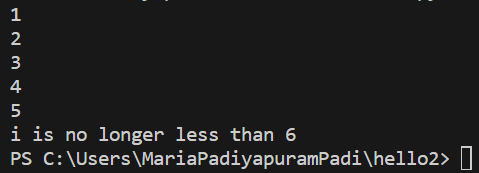 1
2
3
4
5
i is no longer less than 6
PS C:\Users\MariaPadiyapuramPadi\hello2>